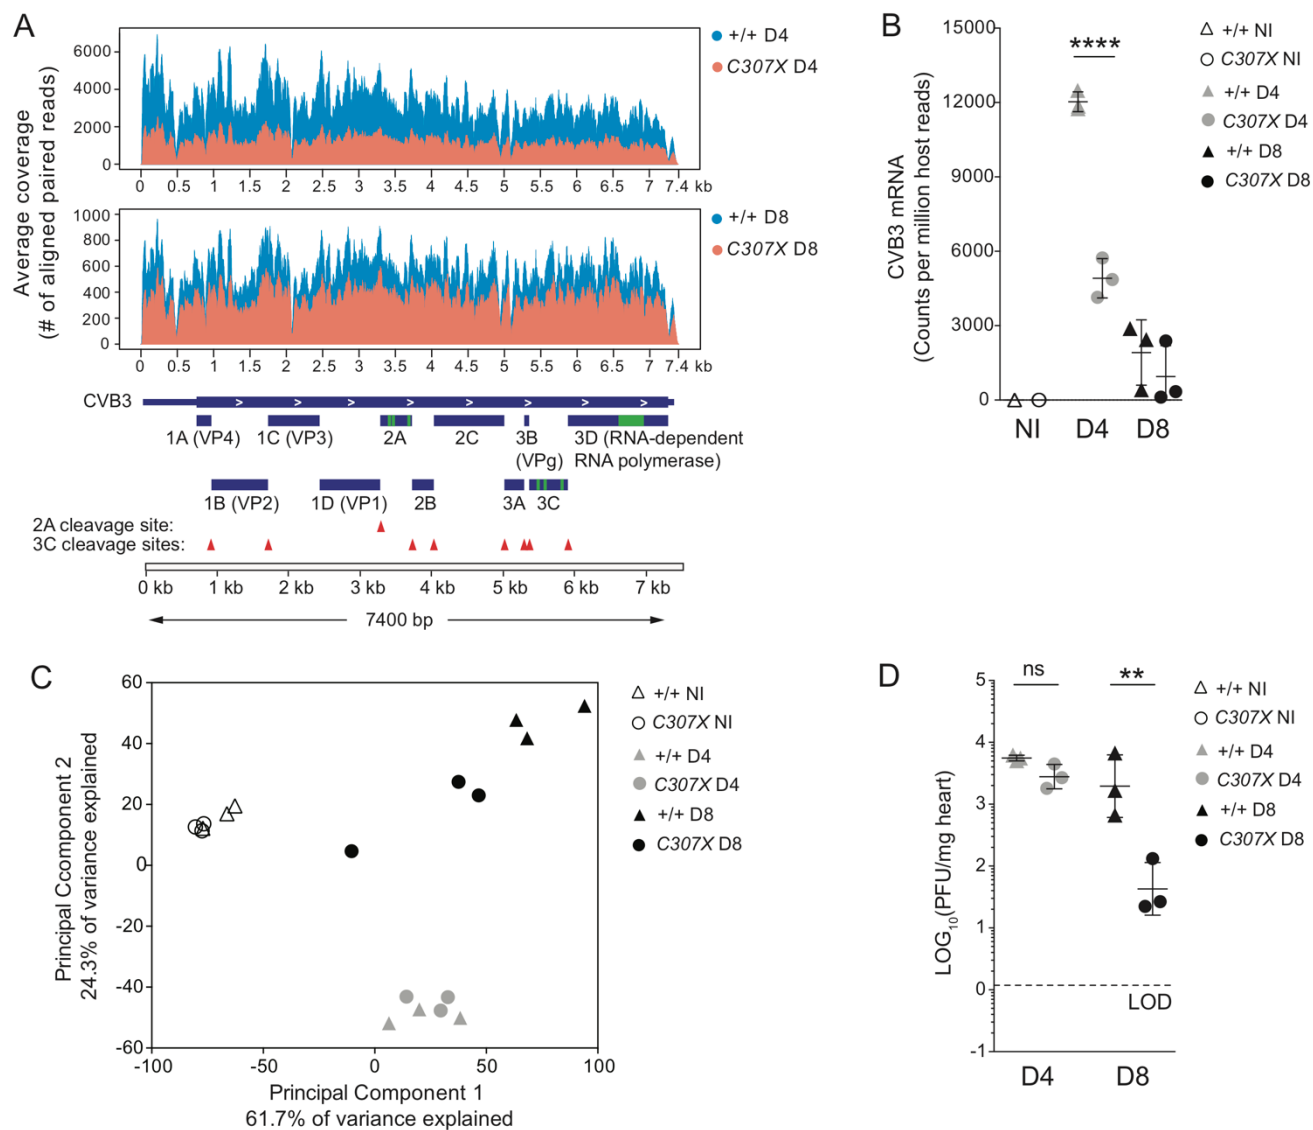 A
Average coverage
(# of aligned paired reads)
6000
4000
2000
0
0 0.5 1 1.5 2 2.5 3 3.5 4 4.5 5 5.5 6 6.5 7 7.4 kb
+/+ D4
C307X D4
1000
800
600
400
200
0
0 0.5 1 1.5 2 2.5 3 3.5 4 4.5 5 5.5 6 6.5 7 7.4 kb
+/+ D8
C307X D8
CVB3
1A (VP4) 1C (VP3) 2A 2C 3B 3D (RNA-dependent
(VPg) RNA polymerase)
1B (VP2) 1D (VP1) 2B 3A 3C
2A cleavage site:
3C cleavage sites:
0 kb 1 kb 2 kb 3 kb 4 kb 5 kb 6 kb 7 kb
7400 bp
B
CVB3 mRNA
(Counts per million host reads)
15000
12000
9000
6000
3000
0
****
NI D4 D8
+/+ NI
C307X NI
+/+ D4
C307X D4
+/+ D8
C307X D8
C
Principal Ccomponent 2
24.3% of variance explained
60
40
20
0
-20
-40
-60
-100 -50 0 50 100
Principal Component 1
61.7% of variance explained
+/+ NI
C307X NI
+/+ D4
C307X D4
+/+ D8
C307X D8
D
LOG10(PFU/mg heart)
5
4
3
2
1
0
-1
ns
**
LOD
D4 D8
+/+ NI
C307X NI
+/+ D4
C307X D4
+/+ D8
C307X D8